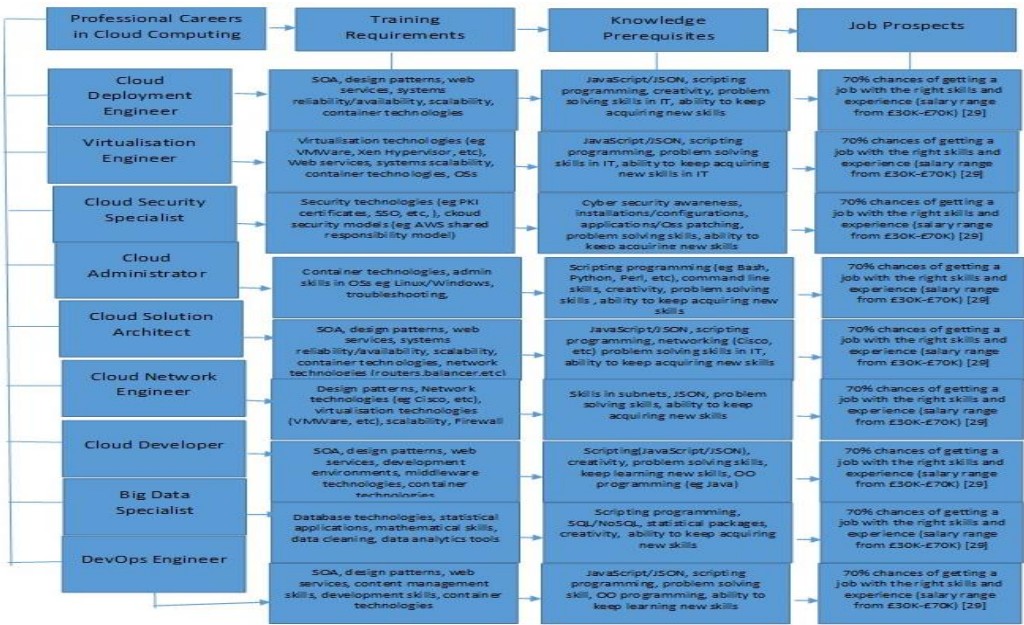 Professional Careers
in Cloud Computing
Training
Requirements
Knowledge
Prerequisites
Job Prospects
Cloud
Deployment
Engineer
SOA, design patterns, web
services, systems
reliability/availability, scalability,
container technologies
JavaScript/JSON, scripting
programming, creativity, problem
solving skills in IT, ability to keep
acquiring new skills
70% chances of getting a
job with the right skills and
experience (salary range
from £30K-£70K) [29]
Virtualisation
Engineer
Virtualisation technologies (eg
VMWare, Xen Hypervisor, etc),
Web services, systems scalability,
container technologies, OSs
JavaScript/JSON, scripting
programming, problem solving
skills in IT, ability to keep acquiring
new skills in IT
70% chances of getting a
job with the right skills and
experience (salary range
from £30K-£70K) [29]
Cloud Security
Specialist
Security technologies (eg PKI
certificates, SSO, etc, ), ckoud
security models (eg AWS shared
responsibility model)
Cyber security awareness,
installations/configurations,
applications/Oss patching,
problem solving skills, ability to
keep acquiring new skills
70% chances of getting a
job with the right skills and
experience (salary range
from £30K-£70K) [29]
Cloud
Administrator
Container technologies, admin
skills in OSs eg Linux/Windows,
troubleshooting,
Scripting programming (eg Bash,
Python, Perl, etc), command line
skills, creativity, problem solving
skills , ability to keep acquiring new
skills
70% chances of getting a
job with the right skills and
experience (salary range
from £30K-£70K) [29]
Cloud Solution
Architect
SOA, design patterns, web
services, systems
reliability/availability, scalability,
container technologies, network
technologies (routers,balancer,etc)
JavaScript/JSON, scripting
programming, networking (Cisco,
etc) problem solving skills in IT,
ability to keep acquiring new skills
70% chances of getting a
job with the right skills and
experience (salary range
from £30K-£70K) [29]
Cloud Network
Engineer
Design patterns, Network
technologies (eg Cisco, etc),
virtualisation technologies
(VMWare, etc), scalability, Firewall
Skills in subnets, JSON, problem
solving skills, ability to keep
acquiring new skills
70% chances of getting a
job with the right skills and
experience (salary range
from £30K-£70K) [29]
Cloud Developer
SOA, design patterns, web
services, development
environments, middleware
technologies, container
technologies
Scripting(JavaScript/JSON),
creativity, problem solving skills,
keep learning new skills, OO
programming (eg Java)
70% chances of getting a
job with the right skills and
experience (salary range
from £30K-£70K) [29]
Big Data
Specialist
Database technologies, statistical
applications, mathematical skills,
data cleaning, data analytics tools
Scripting programming,
SQL/NoSQL, statistical packages,
creativity, ability to keep acquiring
new skills
70% chances of getting a
job with the right skills and
experience (salary range
from £30K-£70K) [29]
DevOps Engineer
SOA, design patterns, web
services, content management
skills, development skills, container
technologies
JavaScript/JSON, scripting
programming, problem solving
skill, OO programming, ability to
keep learning new skills
70% chances of getting a
job with the right skills and
experience (salary range
from £30K-£70K) [29]